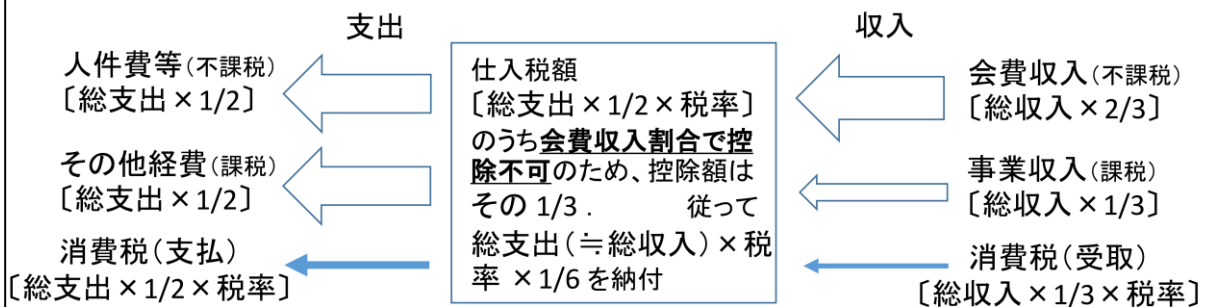 支出
人件費等(不課税)
〔総支出×1/2〕
その他経費(課税)
〔総支出×1/2〕
消費税(支払)
〔総支出×1/2×税率〕
仕入税額
〔総支出×1/2×税率〕
のうち会費収入割合で控
除不可のため、控除額は
その 1/3 . 従って
総支出(≒総収入)×税
率 ×1/6 を納付
収入
会費収入(不課税)
〔総収入×2/3〕
事業収入(課税)
〔総収入×1/3〕
消費税(受取)
〔総収入×1/3×税率〕